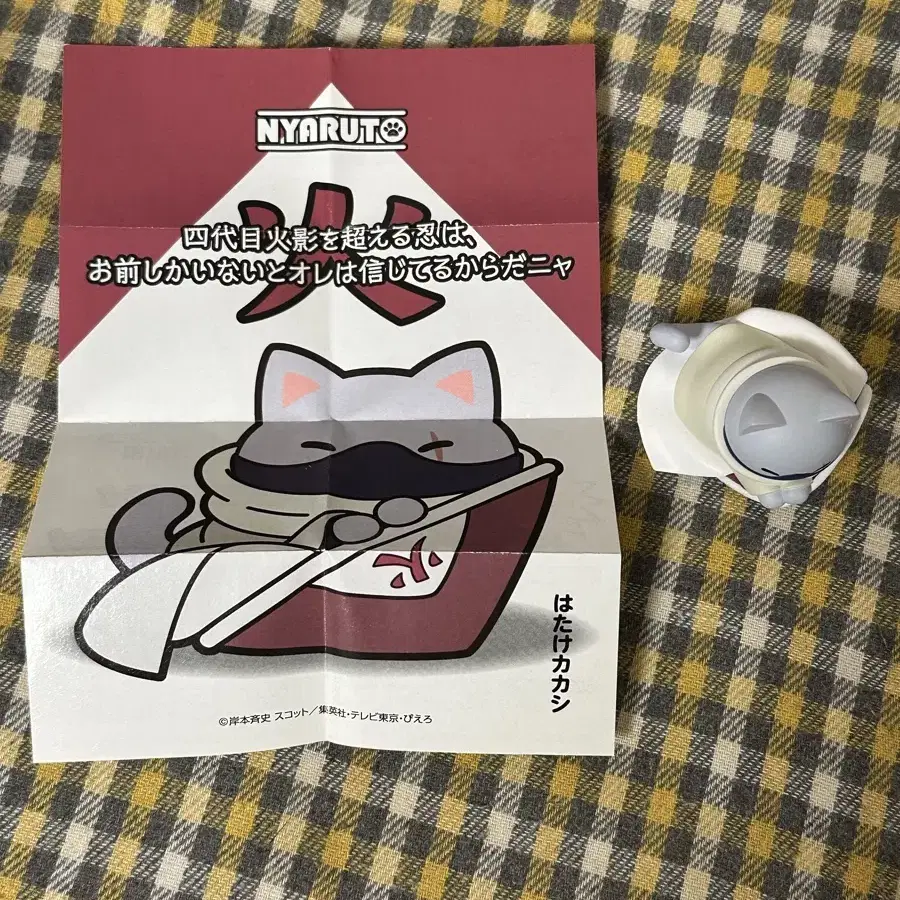 NYARUTO
火
四代目火影を超える忍は、
お前しかいないとオレは信じてるからだニャ
火
はたけカカシ
©岸本斉史 スコット／集英社・テレビ東京・ぴえろ